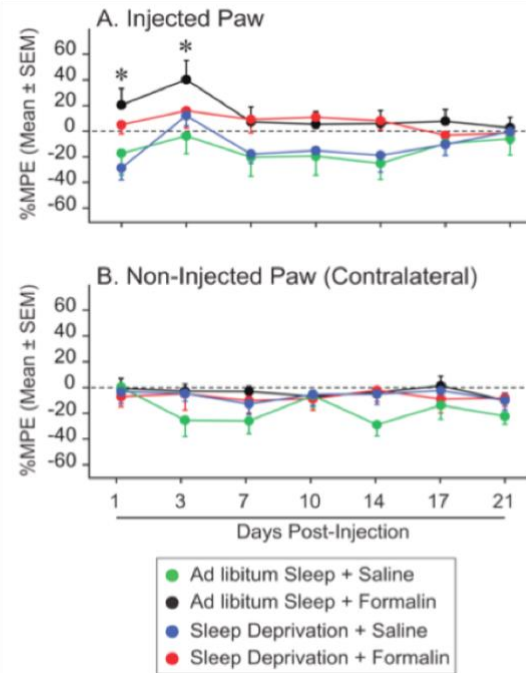 A. Injected Paw
%MPE (Mean ± SEM)
60
40
20
0
-20
-40
-60
* *
B. Non-Injected Paw (Contralateral)
%MPE (Mean ± SEM)
60
40
20
0
-20
-40
-60
1 3 7 10 14 17 21
Days Post-Injection
Ad libitum Sleep + Saline
Ad libitum Sleep + Formalin
Sleep Deprivation + Saline
Sleep Deprivation + Formalin